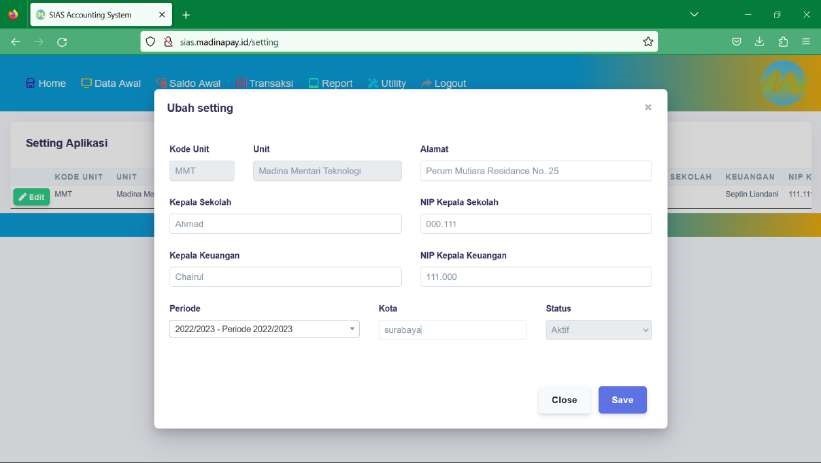 SIAS Accounting System
sias.madinapay.id/setting
Home Data Awal Saldo Awal Transaksi Report Utility Logout
Ubah setting
Setting Aplikasi
Kode Unit Unit Alamat
MMT Madina Mentari Teknologi Perum Mutiara Residance No. 25
KODE UNIT UNIT SEKOLAH KEUANGAN NIP K
Edit MMT Madina Me Septin Liandani 111.11
Kepala Sekolah NIP Kepala Sekolah
Ahmad 000.111
Kepala Keuangan NIP Kepala Keuangan
Chairul 111.000
Periode Kota Status
2022/2023 - Periode 2022/2023 surabaya Aktif
Close Save